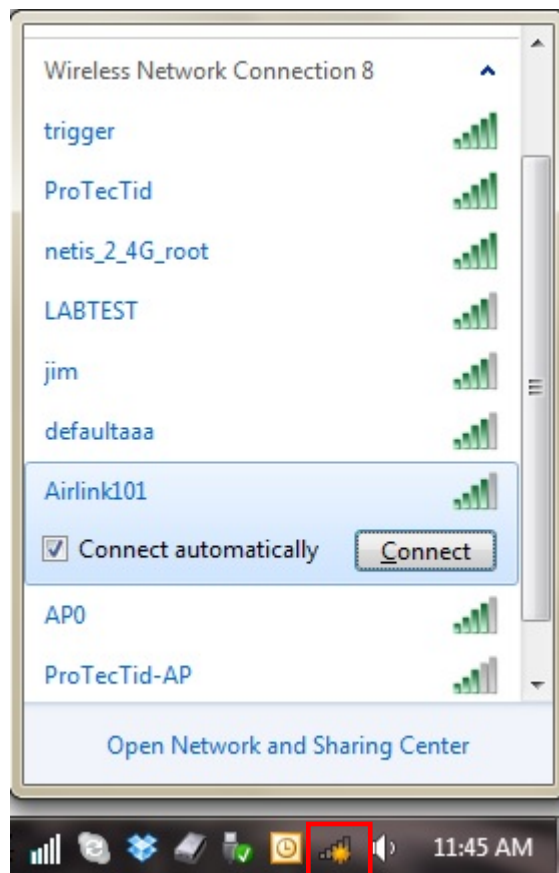 Wireless Network Connection 8
trigger
ProTecTid
netis_2_4G_root
LABTEST
jim
defaultaaa
Airlink101
Connect automatically Connect
AP0
ProTecTid-AP
Open Network and Sharing Center
11:45 AM